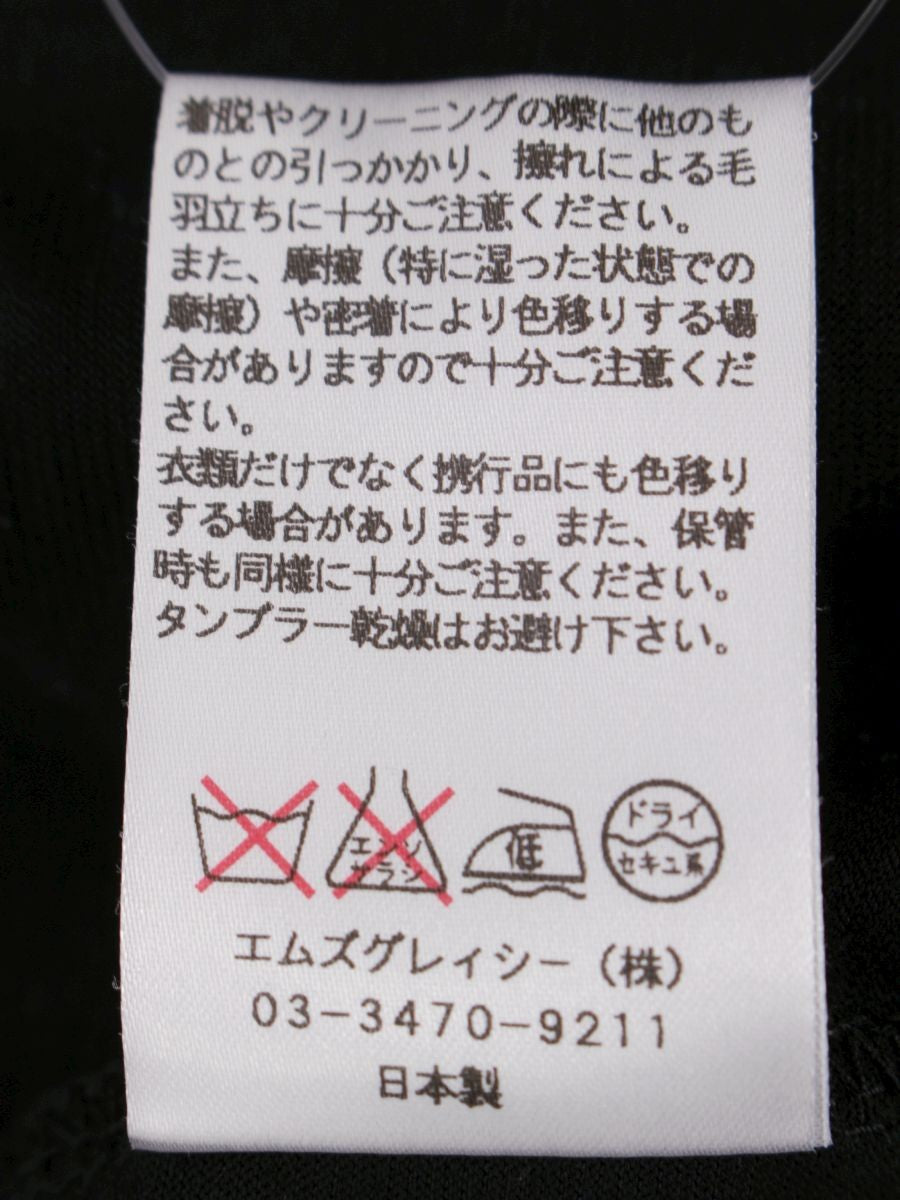 着脱やクリーニングの際に他のも
のとの引っかかり、擦れによる毛
羽立ちに十分ご注意ください。
また、摩擦（特に湿った状態での
摩擦）や密着により色移りする場
合がありますので十分ご注意くだ
さい。
衣類だけでなく携行品にも色移り
する場合があります。また、保管
時も同様に十分ご注意ください。
タンブラー乾燥はお避け下さい。
エンソ
サラシ
低
ドライ
セキユ系
エムズグレイシー（株）
03-3470-9211
日本製